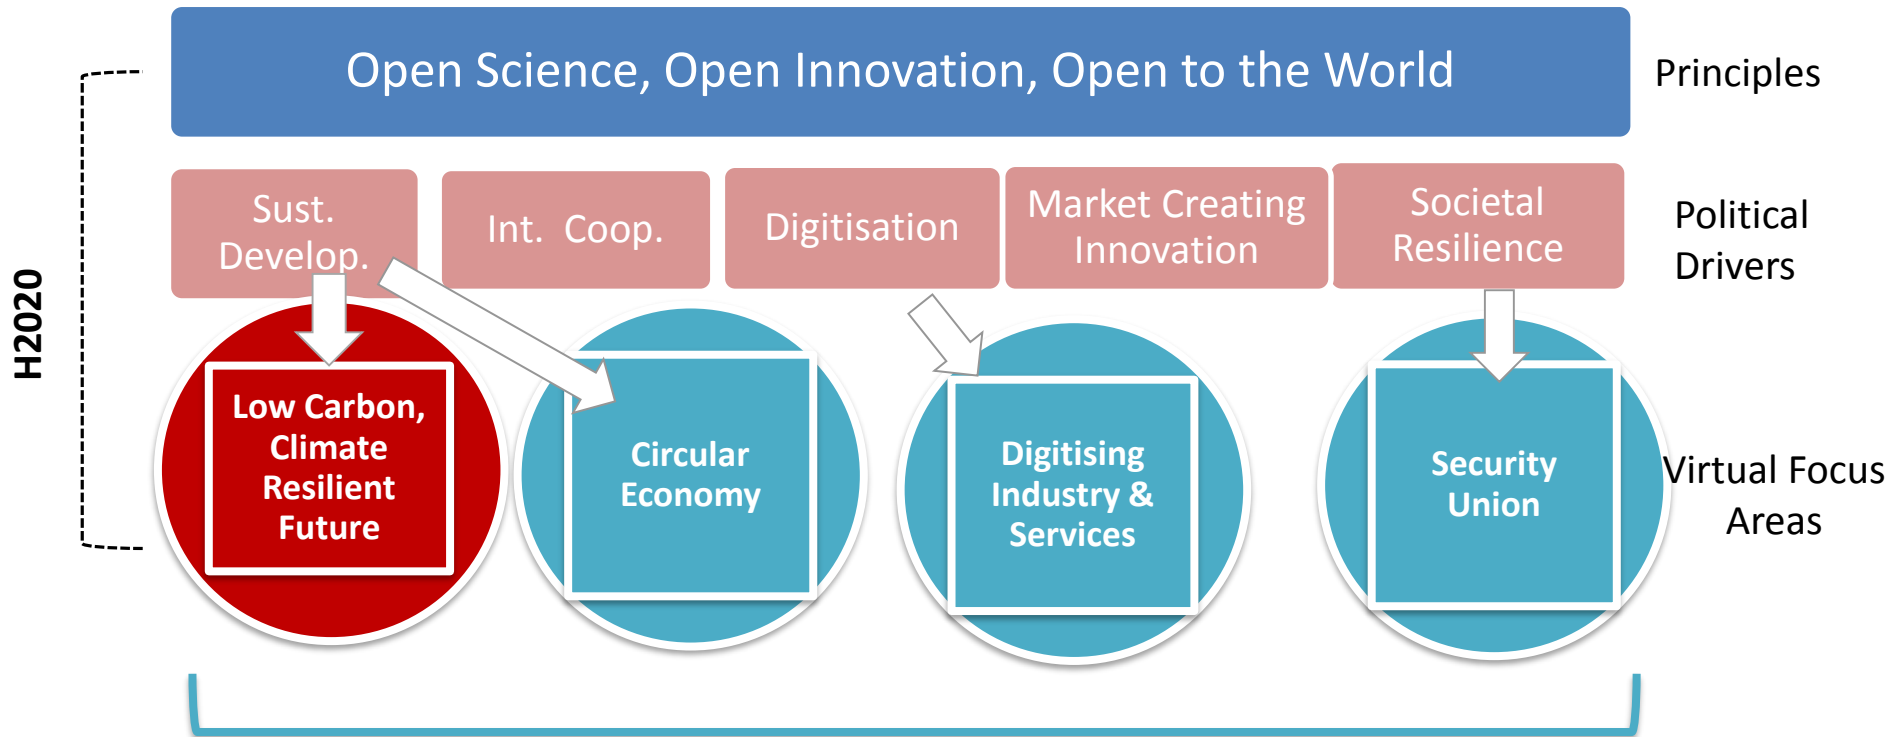 Open Science, Open Innovation, Open to the World
Principles
Sust.
Develop.
Int. Coop.
Digitisation
Market Creating
Innovation
Societal
Resilience
Political
Drivers
H2020
Low Carbon,
Climate
Resilient
Future
Circular
Economy
Digitising
Industry &
Services
Security
Union
Virtual Focus
Areas